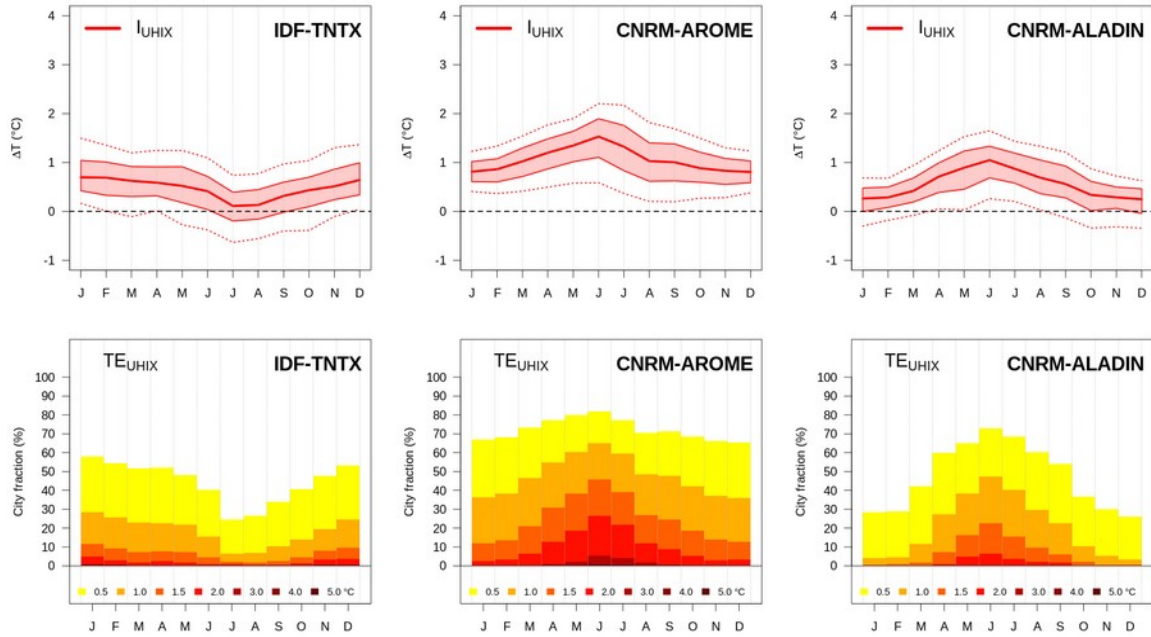 I_UHIX IDF-TNTX
4
3
2
1
0
-1
ΔT (°C)
J F M A M J J A S O N D
I_UHIX CNRM-AROME
4
3
2
1
0
-1
ΔT (°C)
J F M A M J J A S O N D
I_UHIX CNRM-ALADIN
4
3
2
1
0
-1
ΔT (°C)
J F M A M J J A S O N D
TE_UHIX IDF-TNTX
100
90
80
70
60
50
40
30
20
10
0
City fraction (%)
0.5 1.0 1.5 2.0 3.0 4.0 5.0 °C
J F M A M J J A S O N D
TE_UHIX CNRM-AROME
100
90
80
70
60
50
40
30
20
10
0
City fraction (%)
0.5 1.0 1.5 2.0 3.0 4.0 5.0 °C
J F M A M J J A S O N D
TE_UHIX CNRM-ALADIN
100
90
80
70
60
50
40
30
20
10
0
City fraction (%)
0.5 1.0 1.5 2.0 3.0 4.0 5.0 °C
J F M A M J J A S O N D